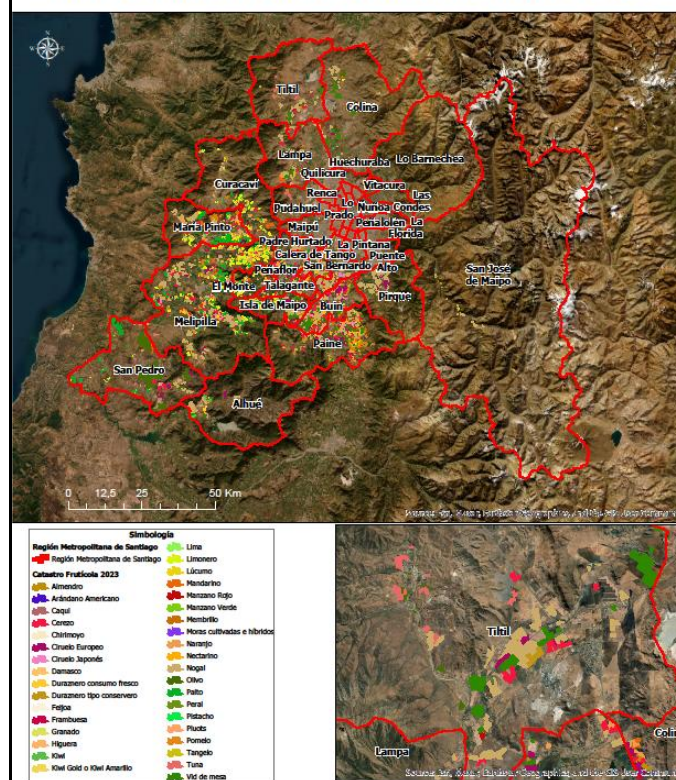 N
W E
S
Tiltil
Colina
Lampa
Huechuraba
Lo Barnechea
Quilicura
Curacaví
Renca
Vitacura
Lo
Las
Pudahuel
Ñuñoa
Condes
Prado
María Pinto
Maipú
Peñalolén
La
Florida
Padre Hurtado
La Pintana
Calera de Tango
Puente
Peñaflor
San Bernardo
Alto
San José
de Maipo
El Monte
Talagante
Pirque
Isla de Maipo
Buin
Melipilla
Paine
San Pedro
Alhué
0 12,5 25 50 Km
Simbología
Región Metropolitana de Santiago
Región Metropolitana de Santiago
Catastro Frutícola 2023
Almendro
Arándano Americano
Caqui
Cerezo
Chirimoyo
Ciruelo Europeo
Ciruelo Japonés
Damasco
Duraznero consumo fresco
Duraznero tipo conservero
Feijoa
Frambuesa
Granado
Higuera
Kiwi
Kiwi Gold o Kiwi Amarillo
Lima
Limonero
Lúcumo
Mandarino
Manzano Rojo
Manzano Verde
Membrillo
Moras cultivadas e híbridos
Naranjo
Nectarino
Nogal
Olivo
Palto
Peral
Pistacho
Pluots
Pomelo
Tangelo
Tuna
Vid de mesa
Tiltil
Lampa
Colin